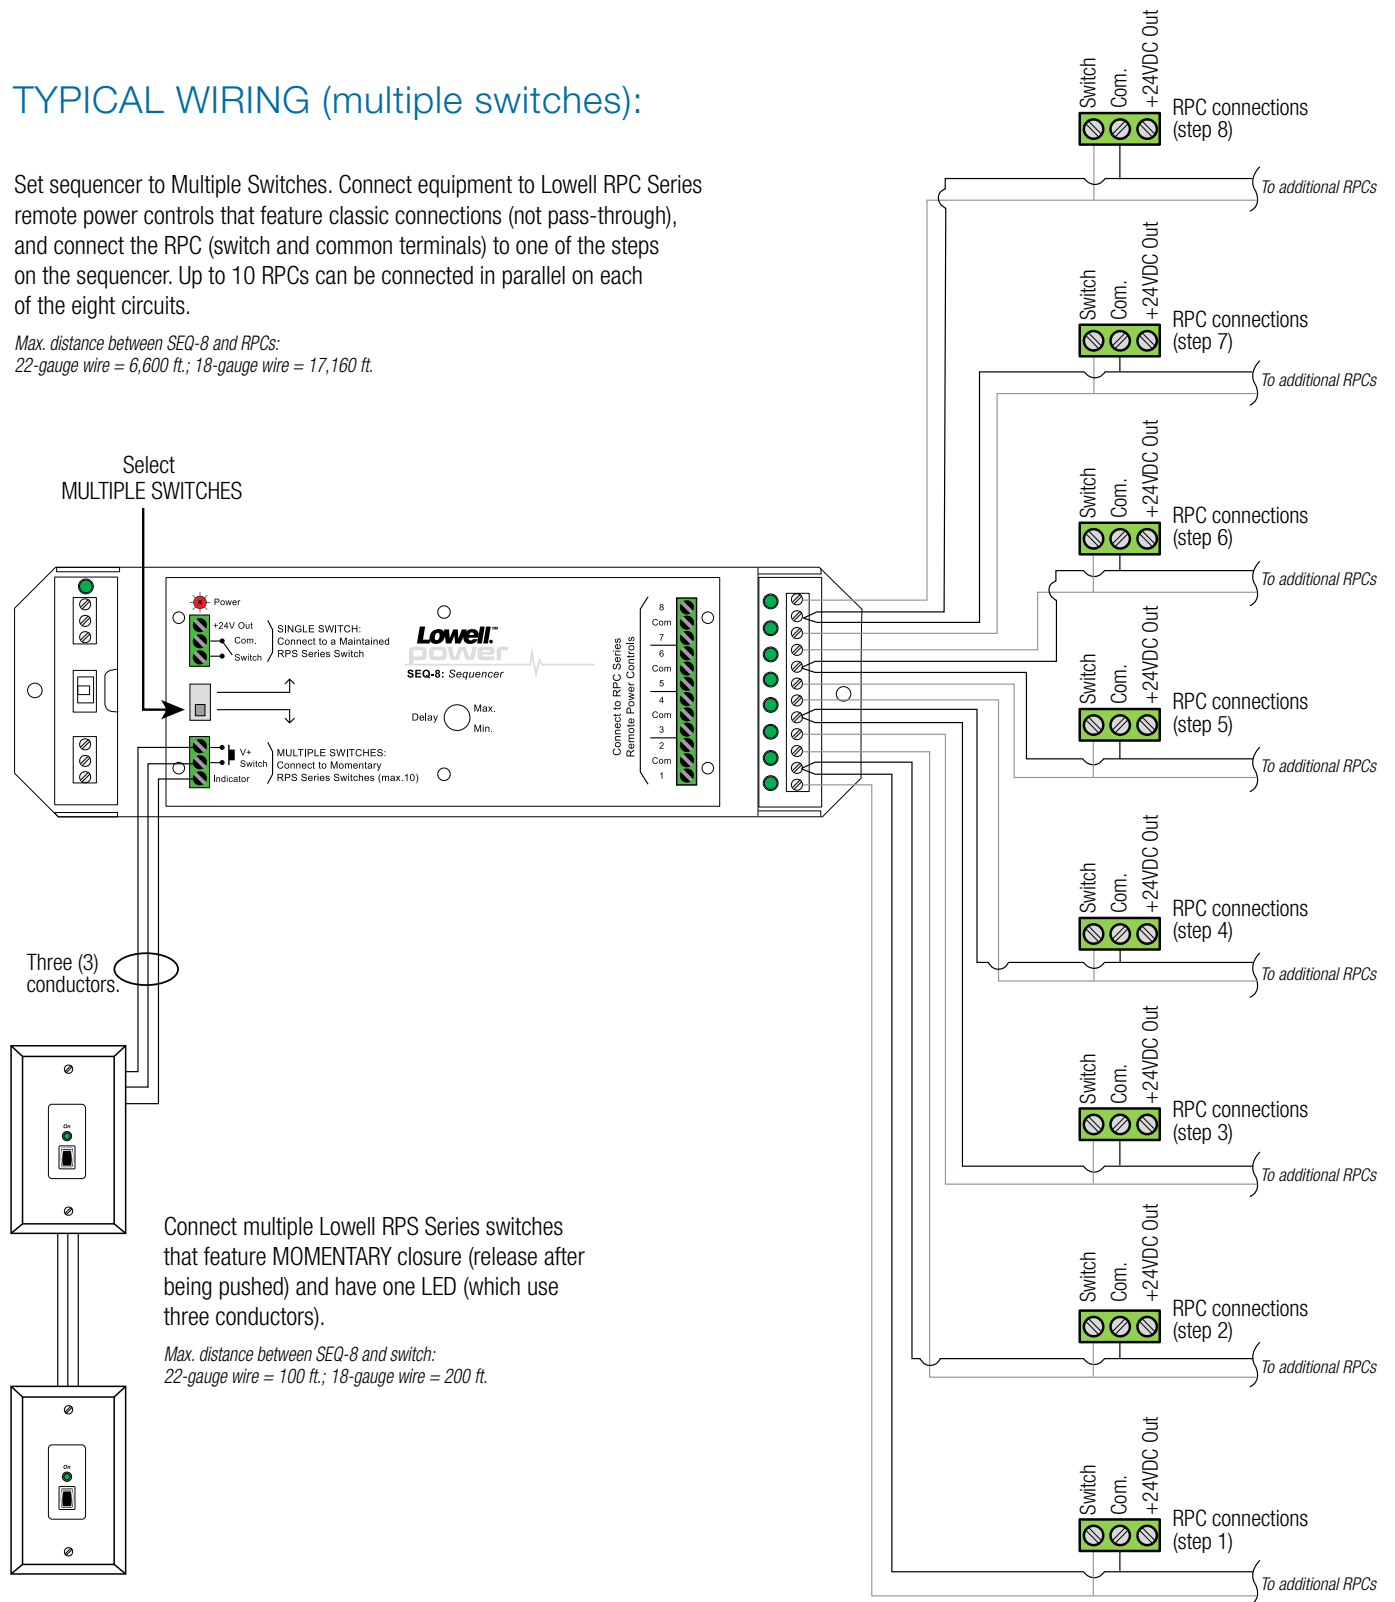 TYPICAL WIRING (multiple switches):
Set sequencer to Multiple Switches. Connect equipment to Lowell RPC Series
remote power controls that feature classic connections (not pass-through),
and connect the RPC (switch and common terminals) to one of the steps
on the sequencer. Up to 10 RPCs can be connected in parallel on each
of the eight circuits.
Max. distance between SEQ-8 and RPCs:
22-gauge wire = 6,600 ft.; 18-gauge wire = 17,160 ft.
Select
MULTIPLE SWITCHES
R
Power
+24V Out
Com.
Switch
SINGLE SWITCH:
Connect to a Maintained
RPS Series Switch
V+
Switch
Indicator
MULTIPLE SWITCHES:
Connect to Momentary
RPS Series Switches (max.10)
Lowell™
power
SEQ-8: Sequencer
Delay
Max.
Min.
Connect to RPC Series
Remote Power Controls
8
Com
7
6
Com
5
4
Com
3
2
Com
1
Three (3)
conductors.
On
On
Connect multiple Lowell RPS Series switches
that feature MOMENTARY closure (release after
being pushed) and have one LED (which use
three conductors).
Max. distance between SEQ-8 and switch:
22-gauge wire = 100 ft.; 18-gauge wire = 200 ft.
Switch
Com.
+24VDC Out
RPC connections
(step 8)
To additional RPCs
Switch
Com.
+24VDC Out
RPC connections
(step 7)
To additional RPCs
Switch
Com.
+24VDC Out
RPC connections
(step 6)
To additional RPCs
Switch
Com.
+24VDC Out
RPC connections
(step 5)
To additional RPCs
Switch
Com.
+24VDC Out
RPC connections
(step 4)
To additional RPCs
Switch
Com.
+24VDC Out
RPC connections
(step 3)
To additional RPCs
Switch
Com.
+24VDC Out
RPC connections
(step 2)
To additional RPCs
Switch
Com.
+24VDC Out
RPC connections
(step 1)
To additional RPCs